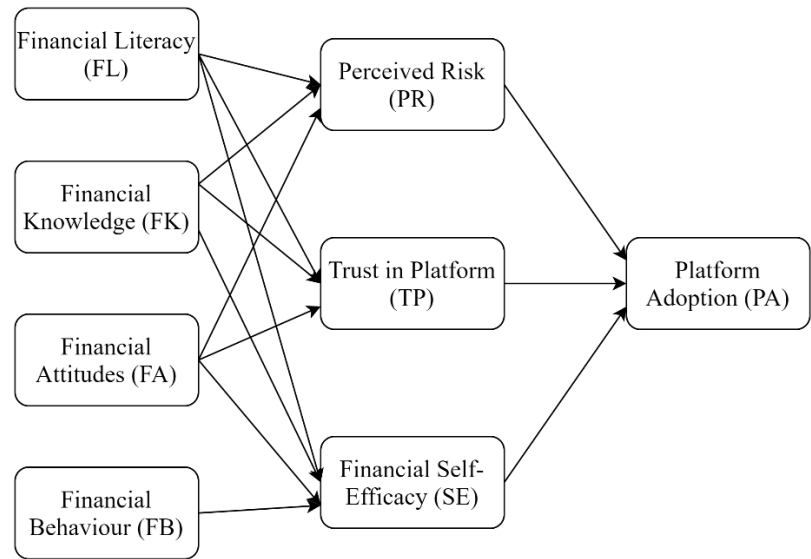 Financial Literacy
(FL)
Financial
Knowledge (FK)
Financial
Attitudes (FA)
Financial
Behaviour (FB)
Perceived Risk
(PR)
Trust in Platform
(TP)
Financial Self-
Efficacy (SE)
Platform
Adoption (PA)